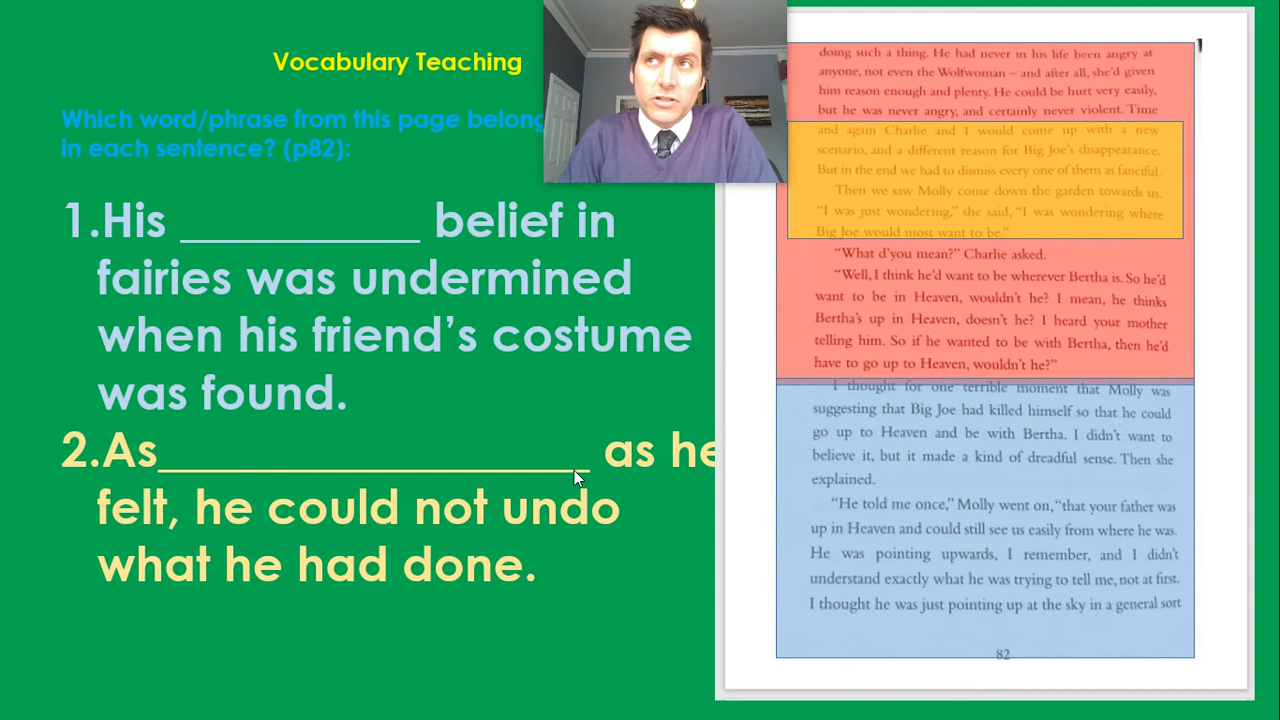 Vocabulary Teaching
Which word/phrase from this page belong
in each sentence? (p82):
1.His __________ belief in
fairies was undermined
when his friend’s costume
was found.
2.As__________________ as he
felt, he could not undo
what he had done.
doing such a thing. He had never in his life been angry at
anyone, not even the Wolfwoman – and after all, she’d given
him reason enough and plenty. He could be hurt very easily,
but he was never angry, and certainly never violent. Time
and again Charlie and I would come up with a new
scenario, and a different reason for Big Joe’s disappearance.
But in the end we had to dismiss every one of them as fanciful.
Then we saw Molly come down the garden towards us.
“I was just wondering,” she said, “I was wondering where
Big Joe would most want to be.”
“What d’you mean?” Charlie asked.
“Well, I think he’d want to be wherever Bertha is. So he’d
want to be in Heaven, wouldn’t he? I mean, he thinks
Bertha’s up in Heaven, doesn’t he? I heard your mother
telling him. So if he wanted to be with Bertha, then he’d
have to go up to Heaven, wouldn’t he?”
I thought for one terrible moment that Molly was
suggesting that Big Joe had killed himself so that he could
go up to Heaven and be with Bertha. I didn’t want to
believe it, but it made a kind of dreadful sense. Then she
explained.
“He told me once,” Molly went on, “that your father was
up in Heaven and could still see us easily from where he was.
He was pointing upwards, I remember, and I didn’t
understand exactly what he was trying to tell me, not at first.
I thought he was just pointing up at the sky in a general sort
82